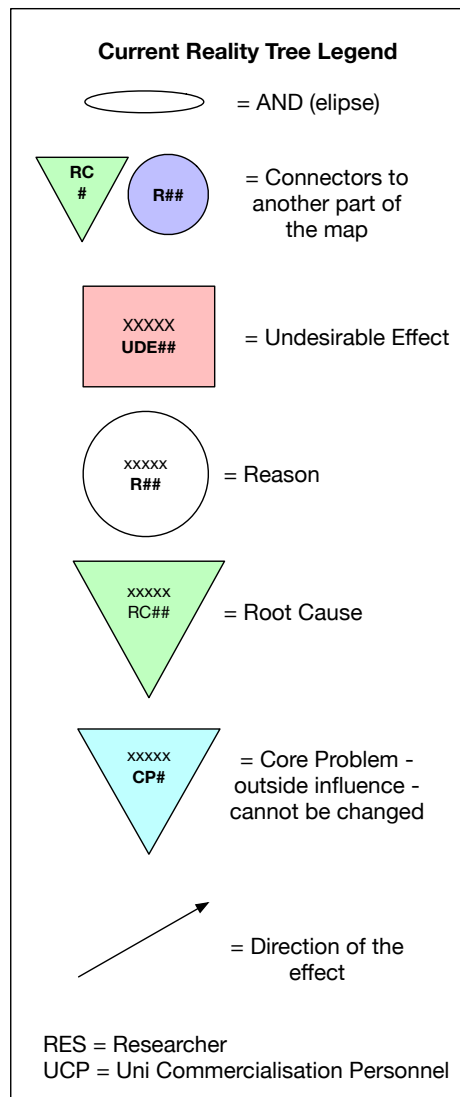 Current Reality Tree Legend
= AND (elipse)
RC
#
R##
= Connectors to
another part of
the map
XXXXX
UDE##
= Undesirable Effect
xxxxx
R##
= Reason
xxxxx
RC##
= Root Cause
xxxxx
CP#
= Core Problem -
outside influence -
cannot be changed
= Direction of the
effect
RES = Researcher
UCP = Uni Commercialisation Personnel